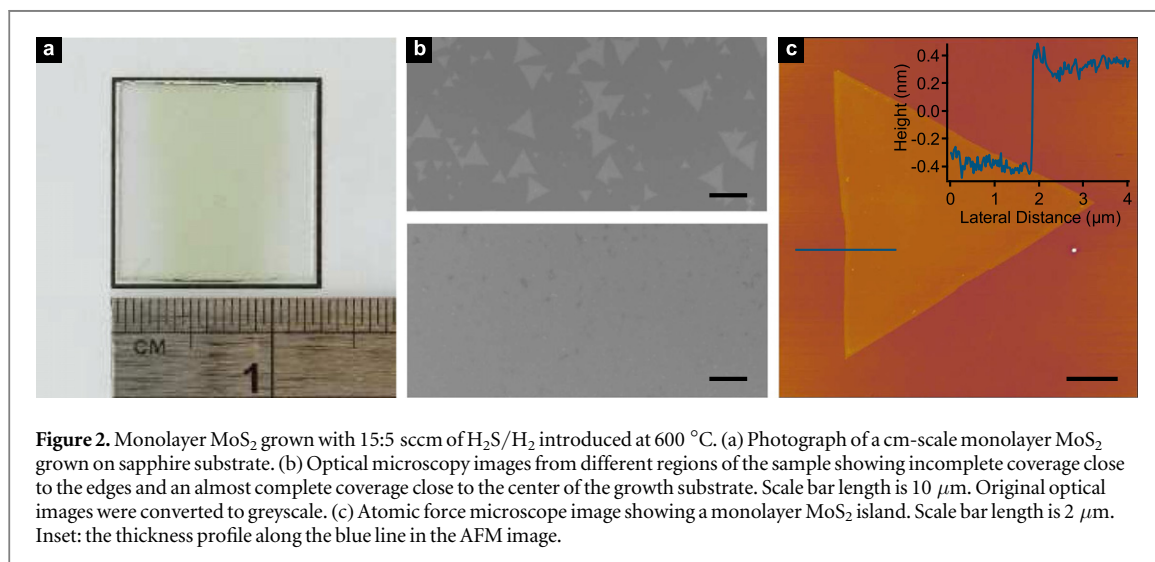 a
b
c
CM
1
0.4
0.2
0.0
-0.2
-0.4
Height (nm)
0 1 2 3 4
Lateral Distance (µm)
Figure 2. Monolayer MoS₂ grown with 15:5 sccm of H₂S/H₂ introduced at 600 °C. (a) Photograph of a cm-scale monolayer MoS₂
grown on sapphire substrate. (b) Optical microscopy images from different regions of the sample showing incomplete coverage close
to the edges and an almost complete coverage close to the center of the growth substrate. Scale bar length is 10 μm. Original optical
images were converted to greyscale. (c) Atomic force microscope image showing a monolayer MoS₂ island. Scale bar length is 2 μm.
Inset: the thickness profile along the blue line in the AFM image.